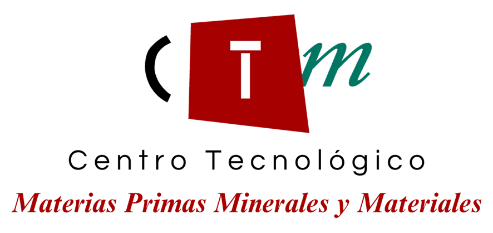 CTm
Centro Tecnológico
Materias Primas Minerales y Materiales